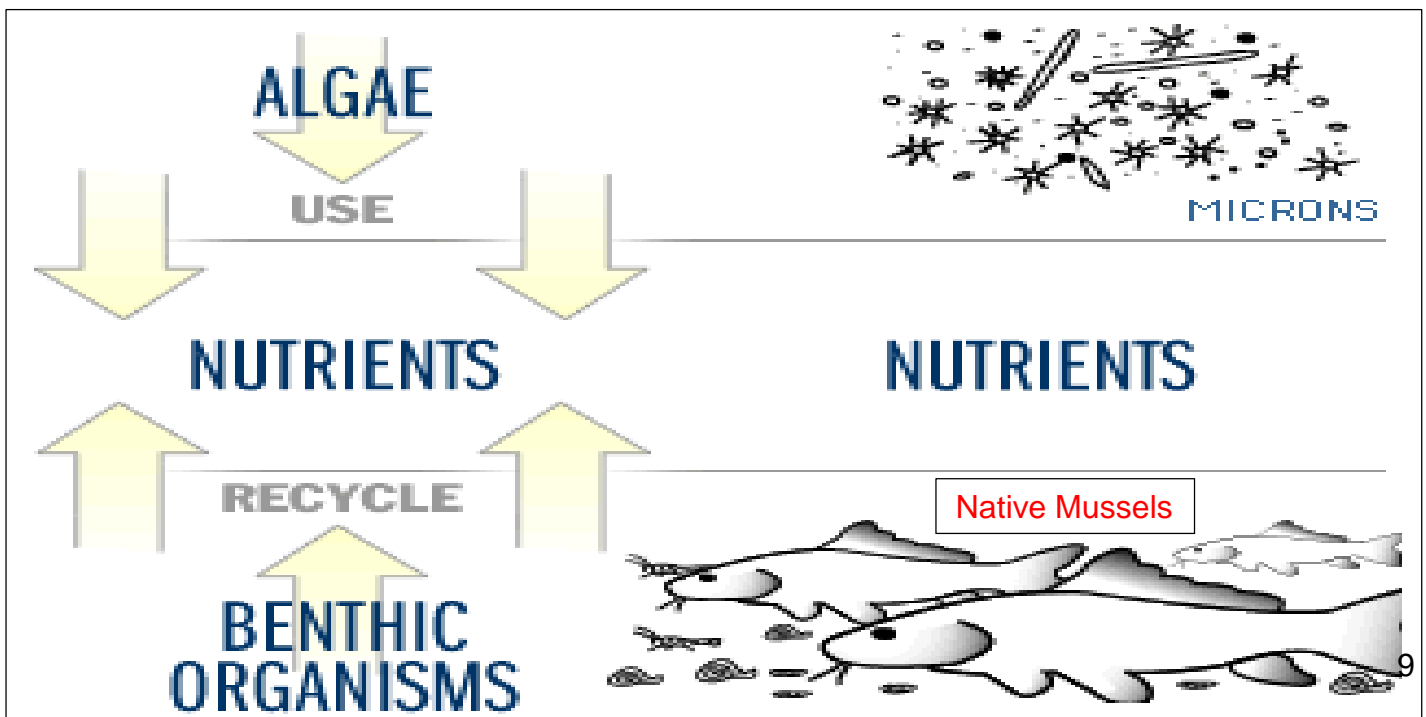 ALGAE
USE
MICRONS
NUTRIENTS NUTRIENTS
RECYCLE
Native Mussels
BENTHIC
ORGANISMS
9